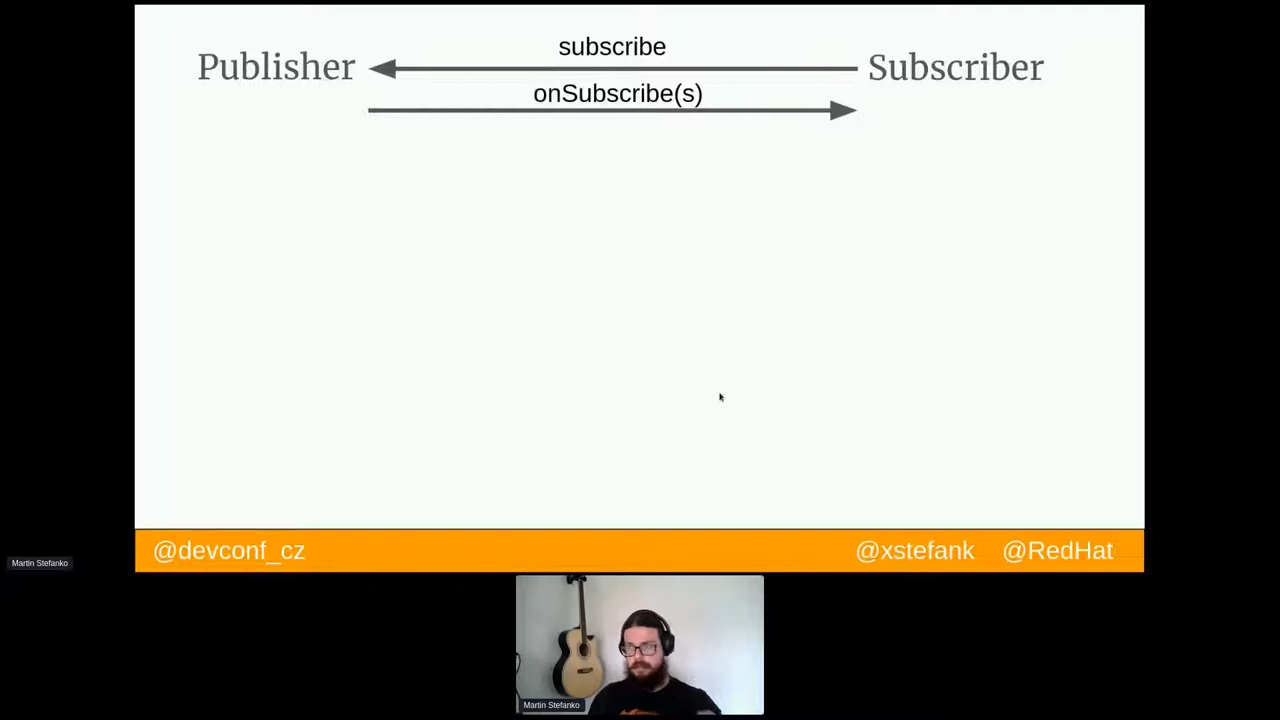 subscribe
Publisher
Subscriber
onSubscribe(s)
@devconf_cz
@xstefank @RedHat
Martin Stefanko
Martin Stefanko